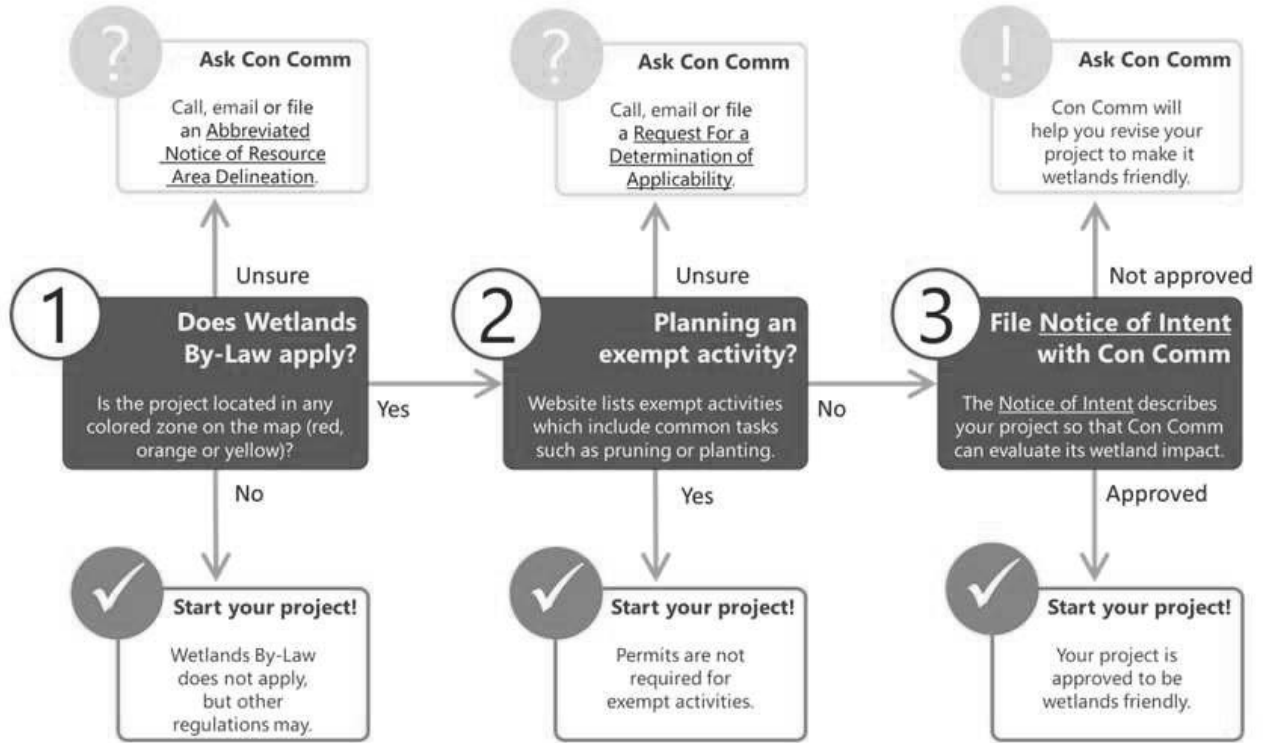 ?
Ask Con Comm
Call, email or file
an Abbreviated
Notice of Resource
Area Delineation.
?
Ask Con Comm
Call, email or file
a Request For a
Determination of
Applicability.
!
Ask Con Comm
Con Comm will
help you revise your
project to make it
wetlands friendly.
Unsure
Unsure
Not approved
1
Does Wetlands
By-Law apply?
Is the project located in any
colored zone on the map (red,
orange or yellow)?
Yes
2
Planning an
exempt activity?
Website lists exempt activities
which include common tasks
such as pruning or planting.
No
3
File Notice of Intent
with Con Comm
The Notice of Intent describes
your project so that Con Comm
can evaluate its wetland impact.
No
Yes
Approved
Start your project!
Wetlands By-Law
does not apply,
but other
regulations may.
Start your project!
Permits are not
required for
exempt activities.
Start your project!
Your project is
approved to be
wetlands friendly.